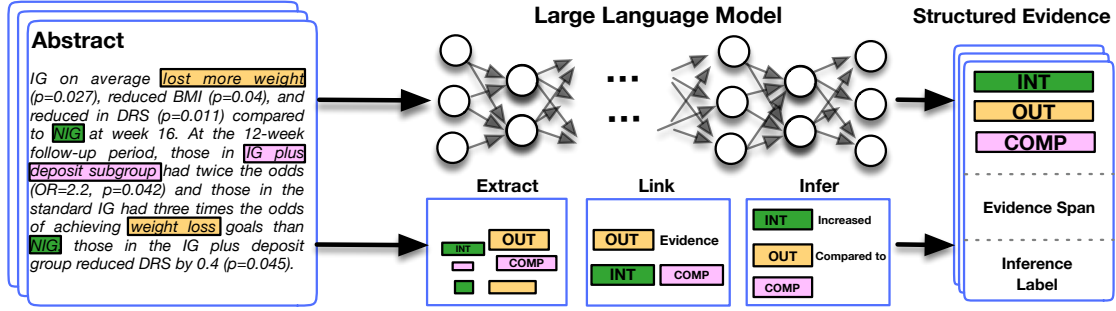 Abstract
IG on average lost more weight
(p=0.027), reduced BMI (p=0.04), and
reduced in DRS (p=0.011) compared
to NIG at week 16. At the 12-week
follow-up period, those in IG plus
deposit subgroup had twice the odds
(OR=2.2, p=0.042) and those in the
standard IG had three times the odds
of achieving weight loss goals than
NIG, those in the IG plus deposit
group reduced DRS by 0.4 (p=0.045).
Large Language Model
... ...
... ...
Extract
INT
OUT
COMP
Link
OUT Evidence
INT COMP
Infer
INT Increased
OUT Compared to
COMP
Structured Evidence
INT
OUT
COMP
Evidence Span
Inference
Label